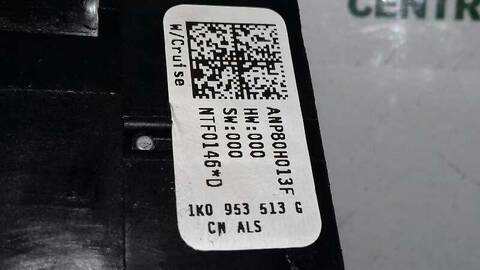 CENTR
W/Cruise
ANP80H013F
HW:000
SW:000
NTF0146*D
1K0 953 513 G
CN ALS